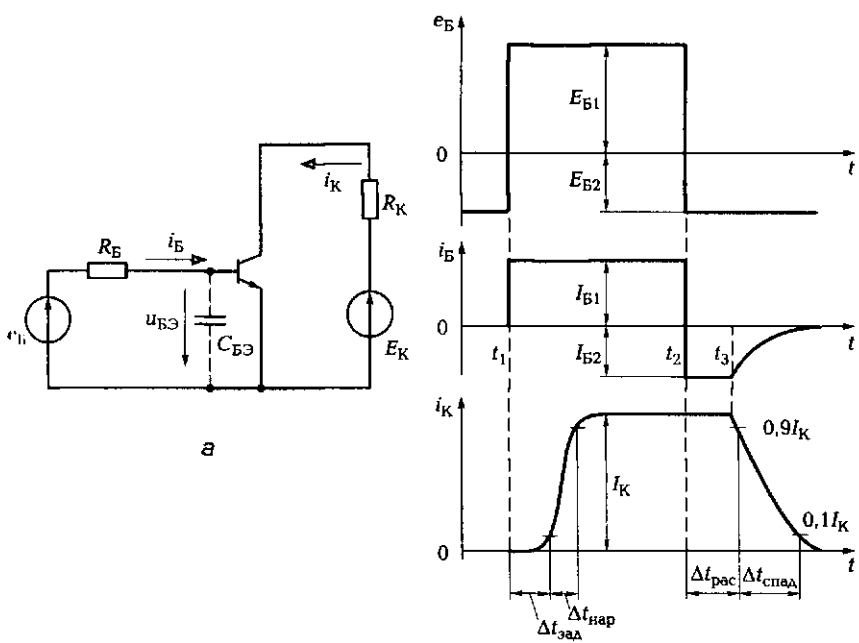 e_Б
E_Б1
0
t
E_Б2
i_К
R_К
R_Б
i_Б
u_БЭ
C_БЭ
E_К
а
i_Б
I_Б1
0
t_1
I_Б2
t_2
t_3
t
i_К
0,9I_К
I_К
0,1I_К
0
t
Δt_рас
Δt_спад
Δt_нар
Δt_зад